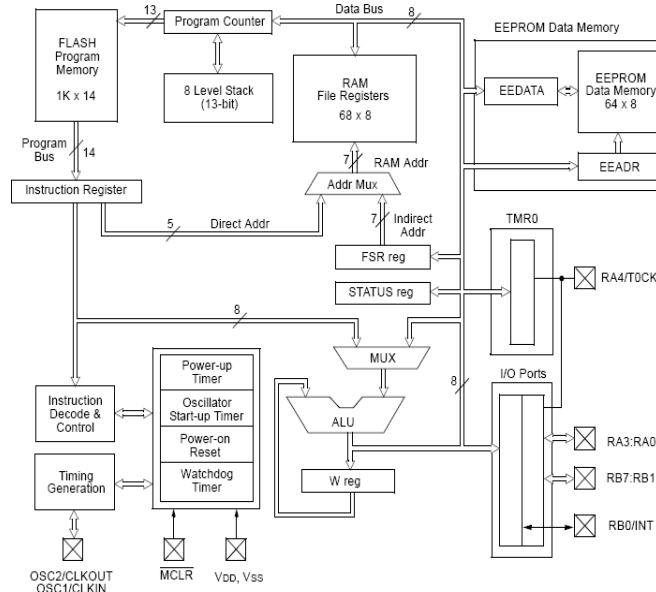 13
Program Counter
Data Bus
8
FLASH
Program
Memory
1K x 14
8 Level Stack
(13-bit)
RAM
File Registers
68 x 8
EEPROM Data Memory
EEDATA
EEPROM
Data Memory
64 x 8
EEADR
Program
Bus
14
7
RAM Addr
Instruction Register
Addr Mux
5
Direct Addr
7
Indirect
Addr
FSR reg
STATUS reg
TMR0
RA4/T0CK
8
MUX
Power-up
Timer
Oscillator
Start-up Timer
Power-on
Reset
Watchdog
Timer
Instruction
Decode &
Control
Timing
Generation
ALU
8
W reg
I/O Ports
RA3:RA0
RB7:RB1
RB0/INT
OSC2/CLKOUT
OSC1/CLKIN
MCLR
VDD, VSS